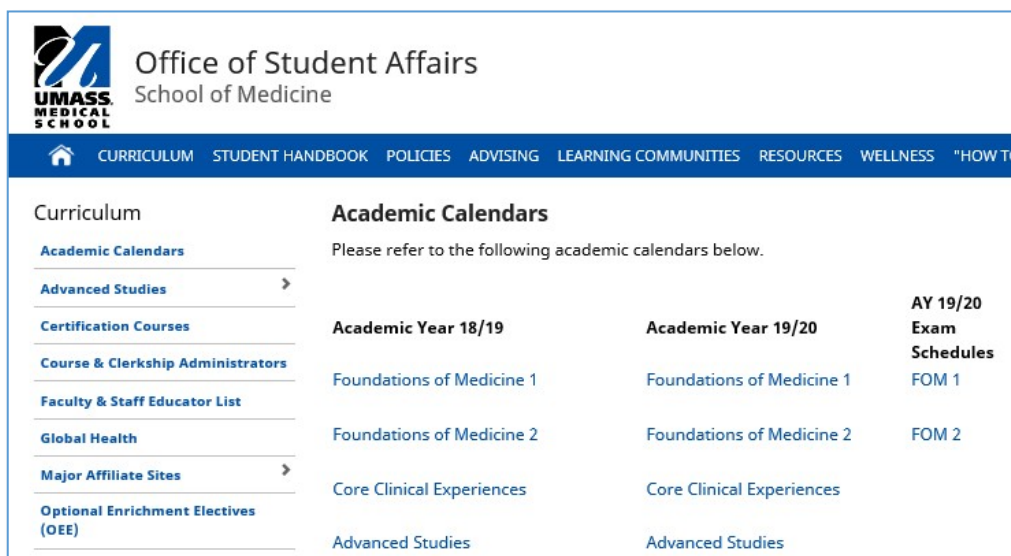 UMASS
MEDICAL
SCHOOL
Office of Student Affairs
School of Medicine
CURRICULUM STUDENT HANDBOOK POLICIES ADVISING LEARNING COMMUNITIES RESOURCES WELLNESS "HOW
Curriculum
Academic Calendars
Advanced Studies
Certification Courses
Course & Clerkship Administrators
Faculty & Staff Educator List
Global Health
Major Affiliate Sites
Optional Enrichment Electives
(OEE)
Academic Calendars
Please refer to the following academic calendars below.
Academic Year 18/19
Foundations of Medicine 1
Foundations of Medicine 2
Core Clinical Experiences
Advanced Studies
Academic Year 19/20
Foundations of Medicine 1
Foundations of Medicine 2
Core Clinical Experiences
Advanced Studies
AY 19/20
Exam
Schedules
FOM 1
FOM 2